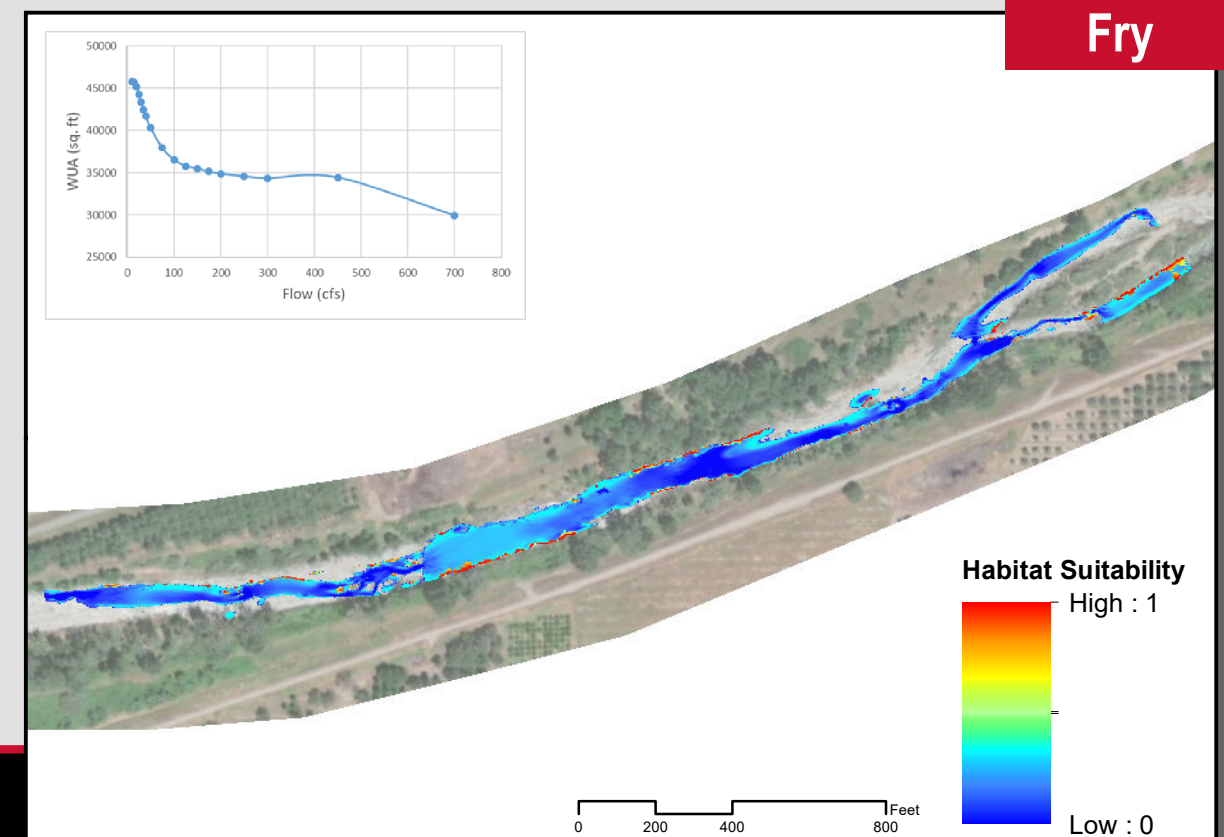 Fry
50000
45000
40000
35000
30000
25000
WUA (sq. ft)
0 100 200 300 400 500 600 700 800
Flow (cfs)
Habitat Suitability
High : 1
Low : 0
Feet
0 200 400 800